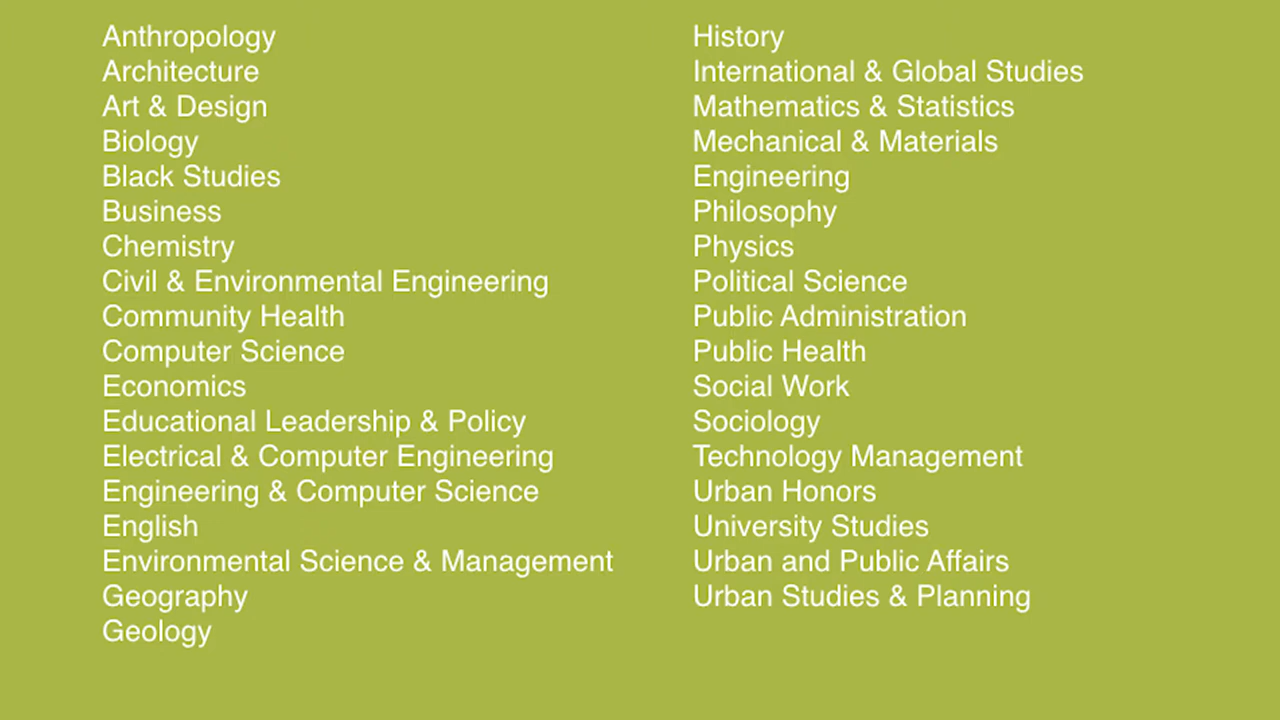 Anthropology
Architecture
Art & Design
Biology
Black Studies
Business
Chemistry
Civil & Environmental Engineering
Community Health
Computer Science
Economics
Educational Leadership & Policy
Electrical & Computer Engineering
Engineering & Computer Science
English
Environmental Science & Management
Geography
Geology
History
International & Global Studies
Mathematics & Statistics
Mechanical & Materials
Engineering
Philosophy
Physics
Political Science
Public Administration
Public Health
Social Work
Sociology
Technology Management
Urban Honors
University Studies
Urban and Public Affairs
Urban Studies & Planning